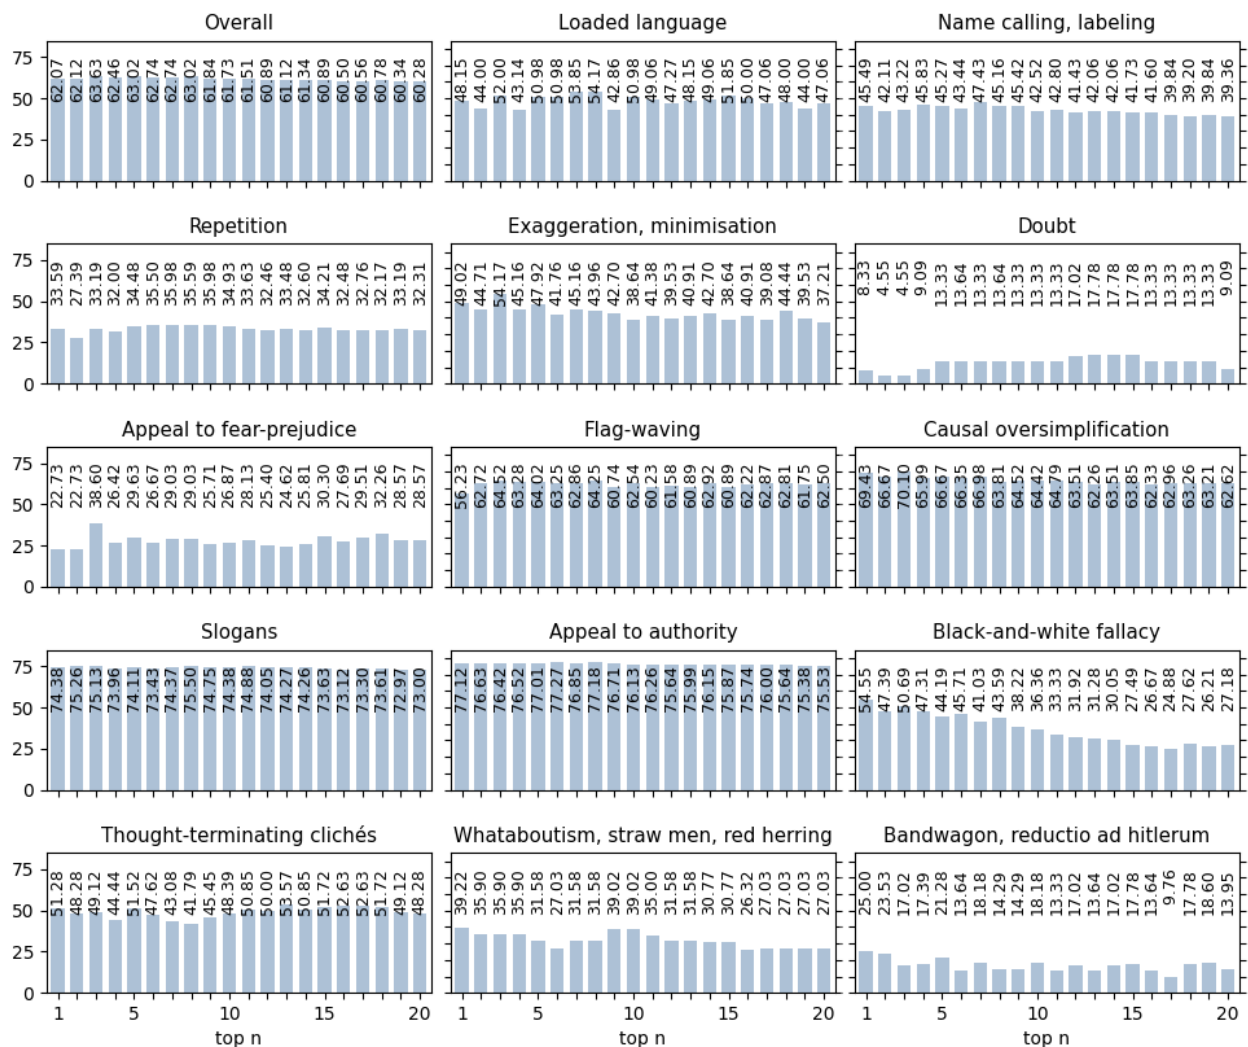 Overall
75
50
25
0
62.07 62.12 63.63 62.46 63.02 62.74 62.74 63.02 61.84 61.73 61.51 60.99 61.12 61.34 60.89 60.50 60.56 60.78 60.34 60.28
Loaded language
48.15 44.00 52.00 43.14 50.98 50.98 53.85 54.17 42.86 50.98 49.06 47.27 48.15 49.06 51.85 50.00 47.06 48.00 44.00 47.06
Name calling, labeling
45.49 42.11 43.22 45.83 45.27 43.44 47.43 45.16 45.42 42.52 42.80 41.43 42.06 42.06 41.73 41.60 39.84 39.20 39.84 39.36
Repetition
75
50
25
0
33.59 27.39 33.19 32.00 34.48 35.50 35.98 35.59 35.98 34.93 33.63 32.46 33.48 32.60 34.21 32.48 32.76 32.17 33.19 32.31
Exaggeration, minimisation
49.02 44.71 54.17 45.16 47.92 41.76 45.16 43.96 42.70 38.64 41.38 39.53 40.91 42.70 38.64 40.91 39.08 44.44 39.53 37.21
Doubt
8.33 4.55 4.55 9.09 13.33 13.64 13.33 13.64 13.33 13.33 13.33 17.02 17.78 17.78 17.78 13.33 13.33 13.33 13.33 9.09
Appeal to fear-prejudice
75
50
25
0
22.73 22.73 38.60 26.42 29.63 26.67 29.03 29.03 25.71 26.87 28.13 25.40 24.62 25.81 30.30 27.69 29.51 32.26 28.57 28.57
Flag-waving
56.23 62.72 64.52 63.28 64.02 63.25 62.86 64.25 60.74 62.54 60.23 61.58 60.89 62.92 60.89 62.22 62.87 62.81 61.75 62.50
Causal oversimplification
69.43 66.67 70.10 65.99 66.67 66.35 66.98 63.81 64.52 64.42 64.79 63.51 62.26 63.51 63.85 62.33 62.96 63.26 63.21 62.62
Slogans
75
50
25
0
74.38 75.26 75.13 73.96 74.11 73.43 74.37 75.50 74.75 74.38 74.88 74.05 74.27 74.26 73.63 73.12 73.30 73.61 72.97 73.00
Appeal to authority
77.12 76.63 76.42 76.52 77.01 77.27 76.85 77.18 76.71 76.13 76.26 75.64 75.99 76.15 75.87 75.74 76.00 75.64 75.38 75.53
Black-and-white fallacy
54.55 47.39 50.69 47.31 44.19 45.71 41.03 43.59 38.22 36.36 33.33 31.92 31.28 30.05 27.49 26.67 24.88 27.62 26.21 27.18
Thought-terminating clichés
75
50
25
0
51.28 48.28 49.12 44.44 51.52 47.62 43.08 41.79 45.45 48.39 50.85 50.00 53.57 50.85 51.72 52.63 52.63 51.72 49.12 48.28
1 5 10 15 20
top n
Whataboutism, straw men, red herring
39.22 35.90 35.90 35.90 31.58 27.03 31.58 31.58 39.02 39.02 35.00 31.58 31.58 30.77 30.77 26.32 27.03 27.03 27.03 27.03
1 5 10 15 20
top n
Bandwagon, reductio ad hitlerum
25.00 23.53 17.02 17.39 21.28 13.64 18.18 14.29 14.29 18.18 13.33 17.02 13.64 17.02 17.78 13.64 9.76 17.78 18.60 13.95
1 5 10 15 20
top n